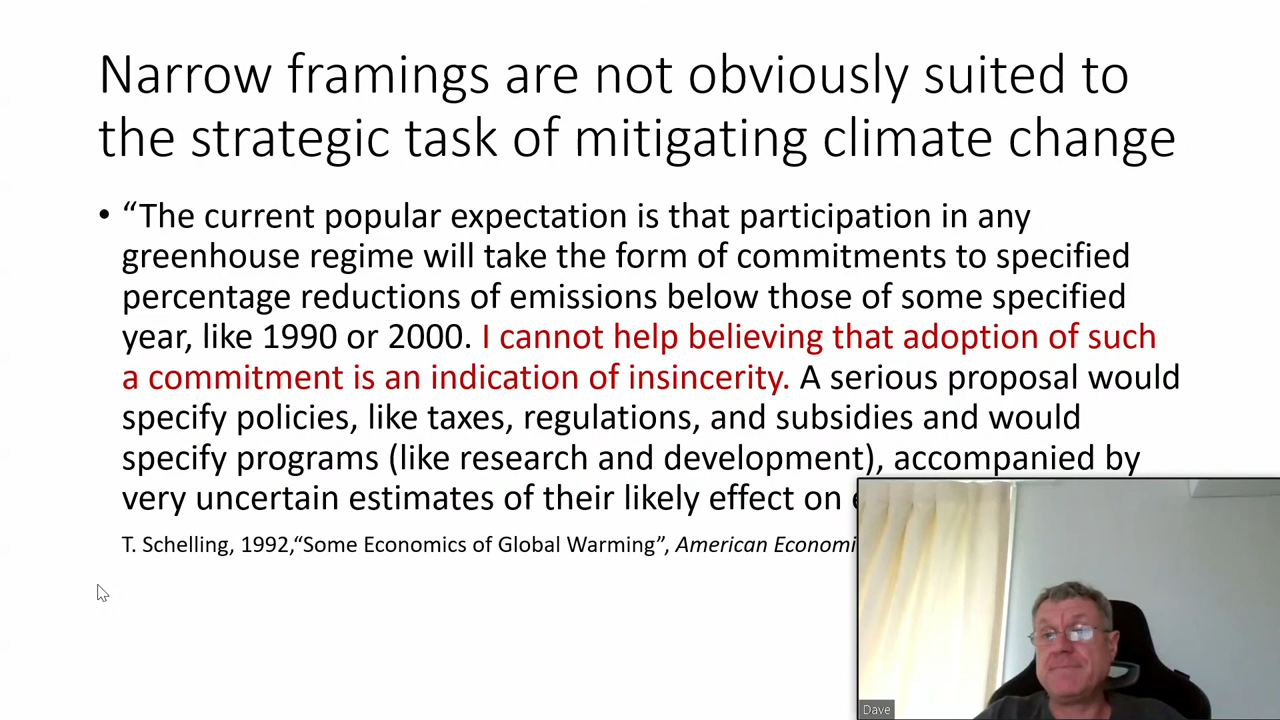 Narrow framings are not obviously suited to
the strategic task of mitigating climate change
• “The current popular expectation is that participation in any
greenhouse regime will take the form of commitments to specified
percentage reductions of emissions below those of some specified
year, like 1990 or 2000. I cannot help believing that adoption of such
a commitment is an indication of insincerity. A serious proposal would
specify policies, like taxes, regulations, and subsidies and would
specify programs (like research and development), accompanied by
very uncertain estimates of their likely effect on
T. Schelling, 1992,“Some Economics of Global Warming”, American
Dave